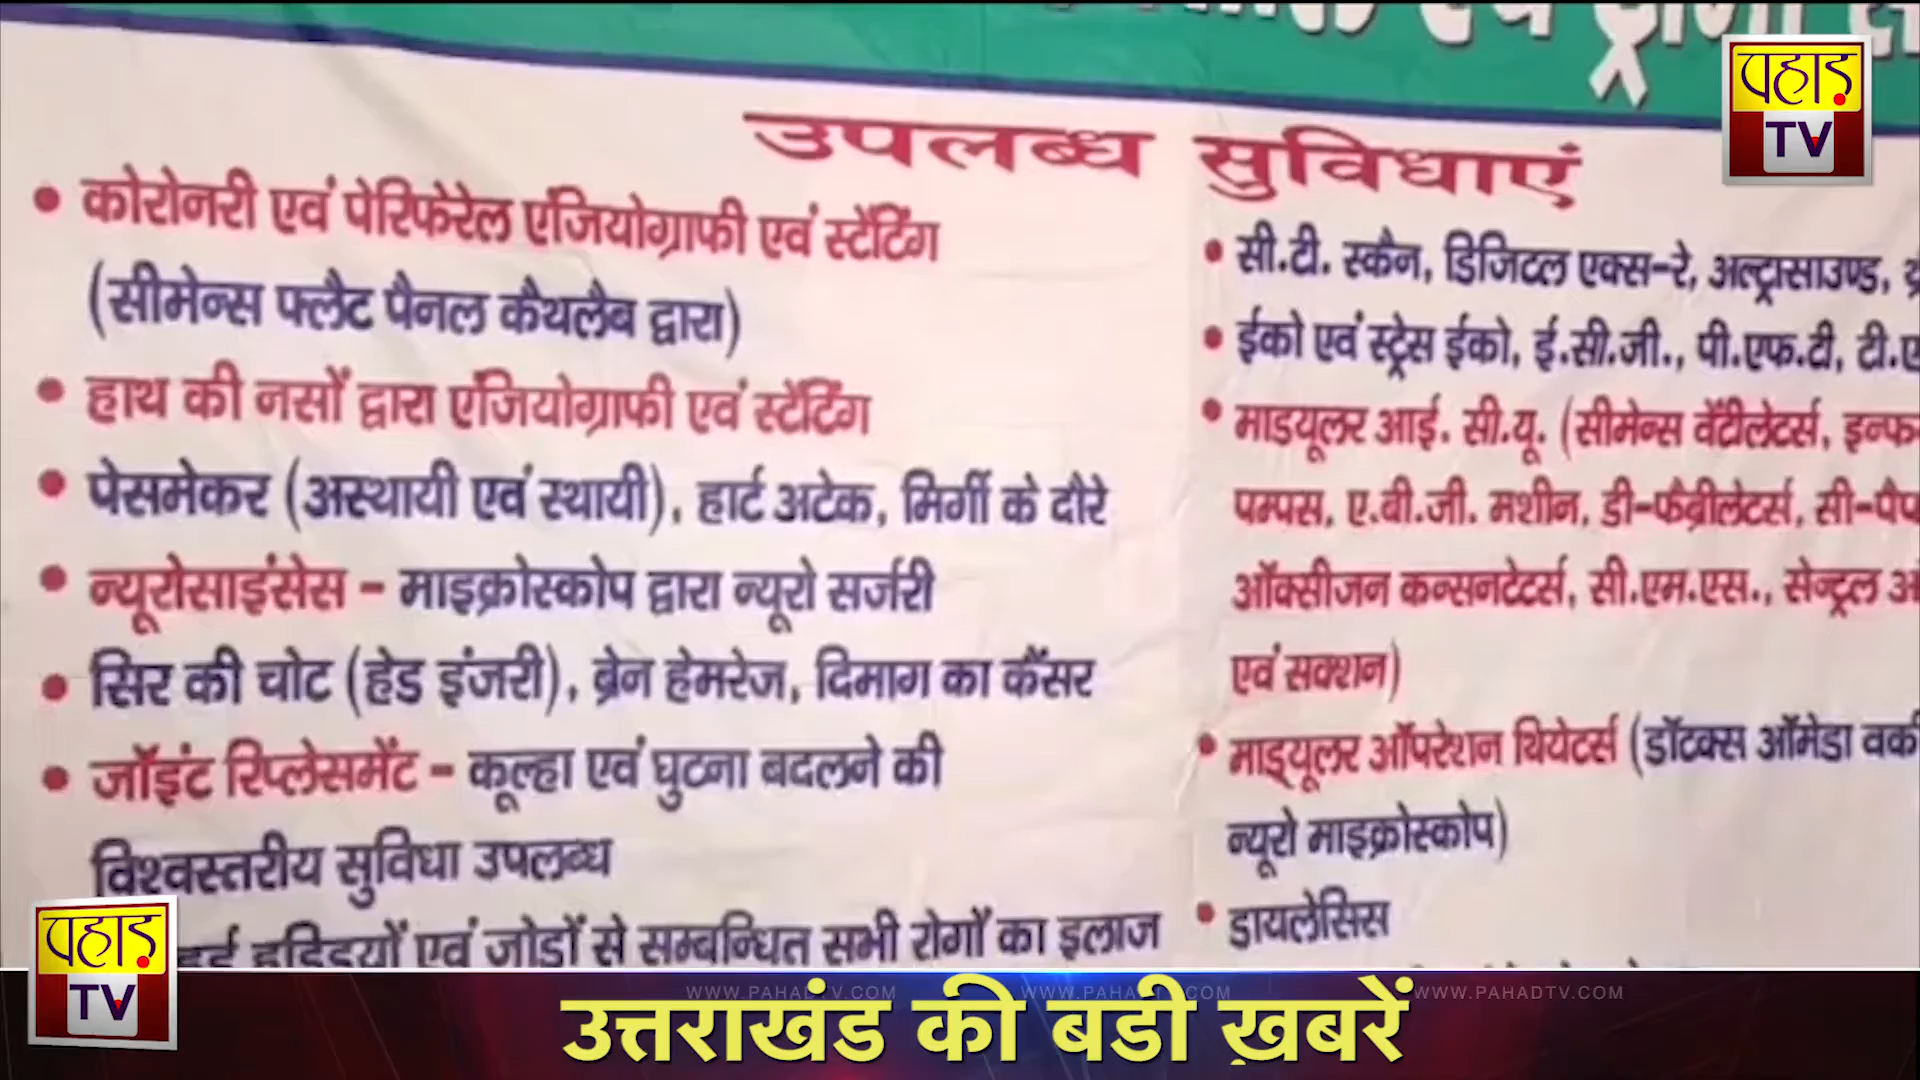 पहाड़
TV
उपलब्ध सुविधाएं
• कोरोनरी एवं पेरिफेरेल एंजियोग्राफी एवं स्टेंटिंग
(सीमेन्स फ्लैट पैनल कैथलैब द्वारा)
• हाथ की नसों द्वारा एंजियोग्राफी एवं स्टेंटिंग
• पेसमेकर (अस्थायी एवं स्थायी), हार्ट अटेक, मिर्गी के दौरे
• न्यूरोसाइंसेस - माइक्रोस्कोप द्वारा न्यूरो सर्जरी
• सिर की चोट (हेड इंजरी), ब्रेन हेमरेज, दिमाग का कैंसर
• जॉइंट रिप्लेसमेंट - कूल्हा एवं घुटना बदलने की
विश्वस्तरीय सुविधा उपलब्ध
हड्डियों एवं जोडों से सम्बन्धित सभी रोगों का इलाज
• सी.टी. स्कैन, डिजिटल एक्स-रे, अल्ट्रासाउण्ड,
• ईको एवं स्ट्रेस ईको, ई.सी.जी., पी.एफ.टी, टी.ए
• माड्यूलर आई. सी.यू. (सीमेन्स वेंटीलेटर्स, इन्फ
पम्पस, ए.बी.जी. मशीन, डी-फैब्रीलेटर्स, सी-पैप
ऑक्सीजन कन्सनटेटर्स, सी.एम.एस., सेन्ट्रल
एवं सक्शन)
• माड्यूलर ऑपरेशन थियेटर्स (डॉटक्स ऑमेडा वर्क
न्यूरो माइक्रोस्कोप)
• डायलेसिस
पहाड़
TV
WWW.PAHADTV.COM WWW.PAHADTV.COM WWW.PAHADTV.COM
उत्तराखंड की बडी ख़बरें